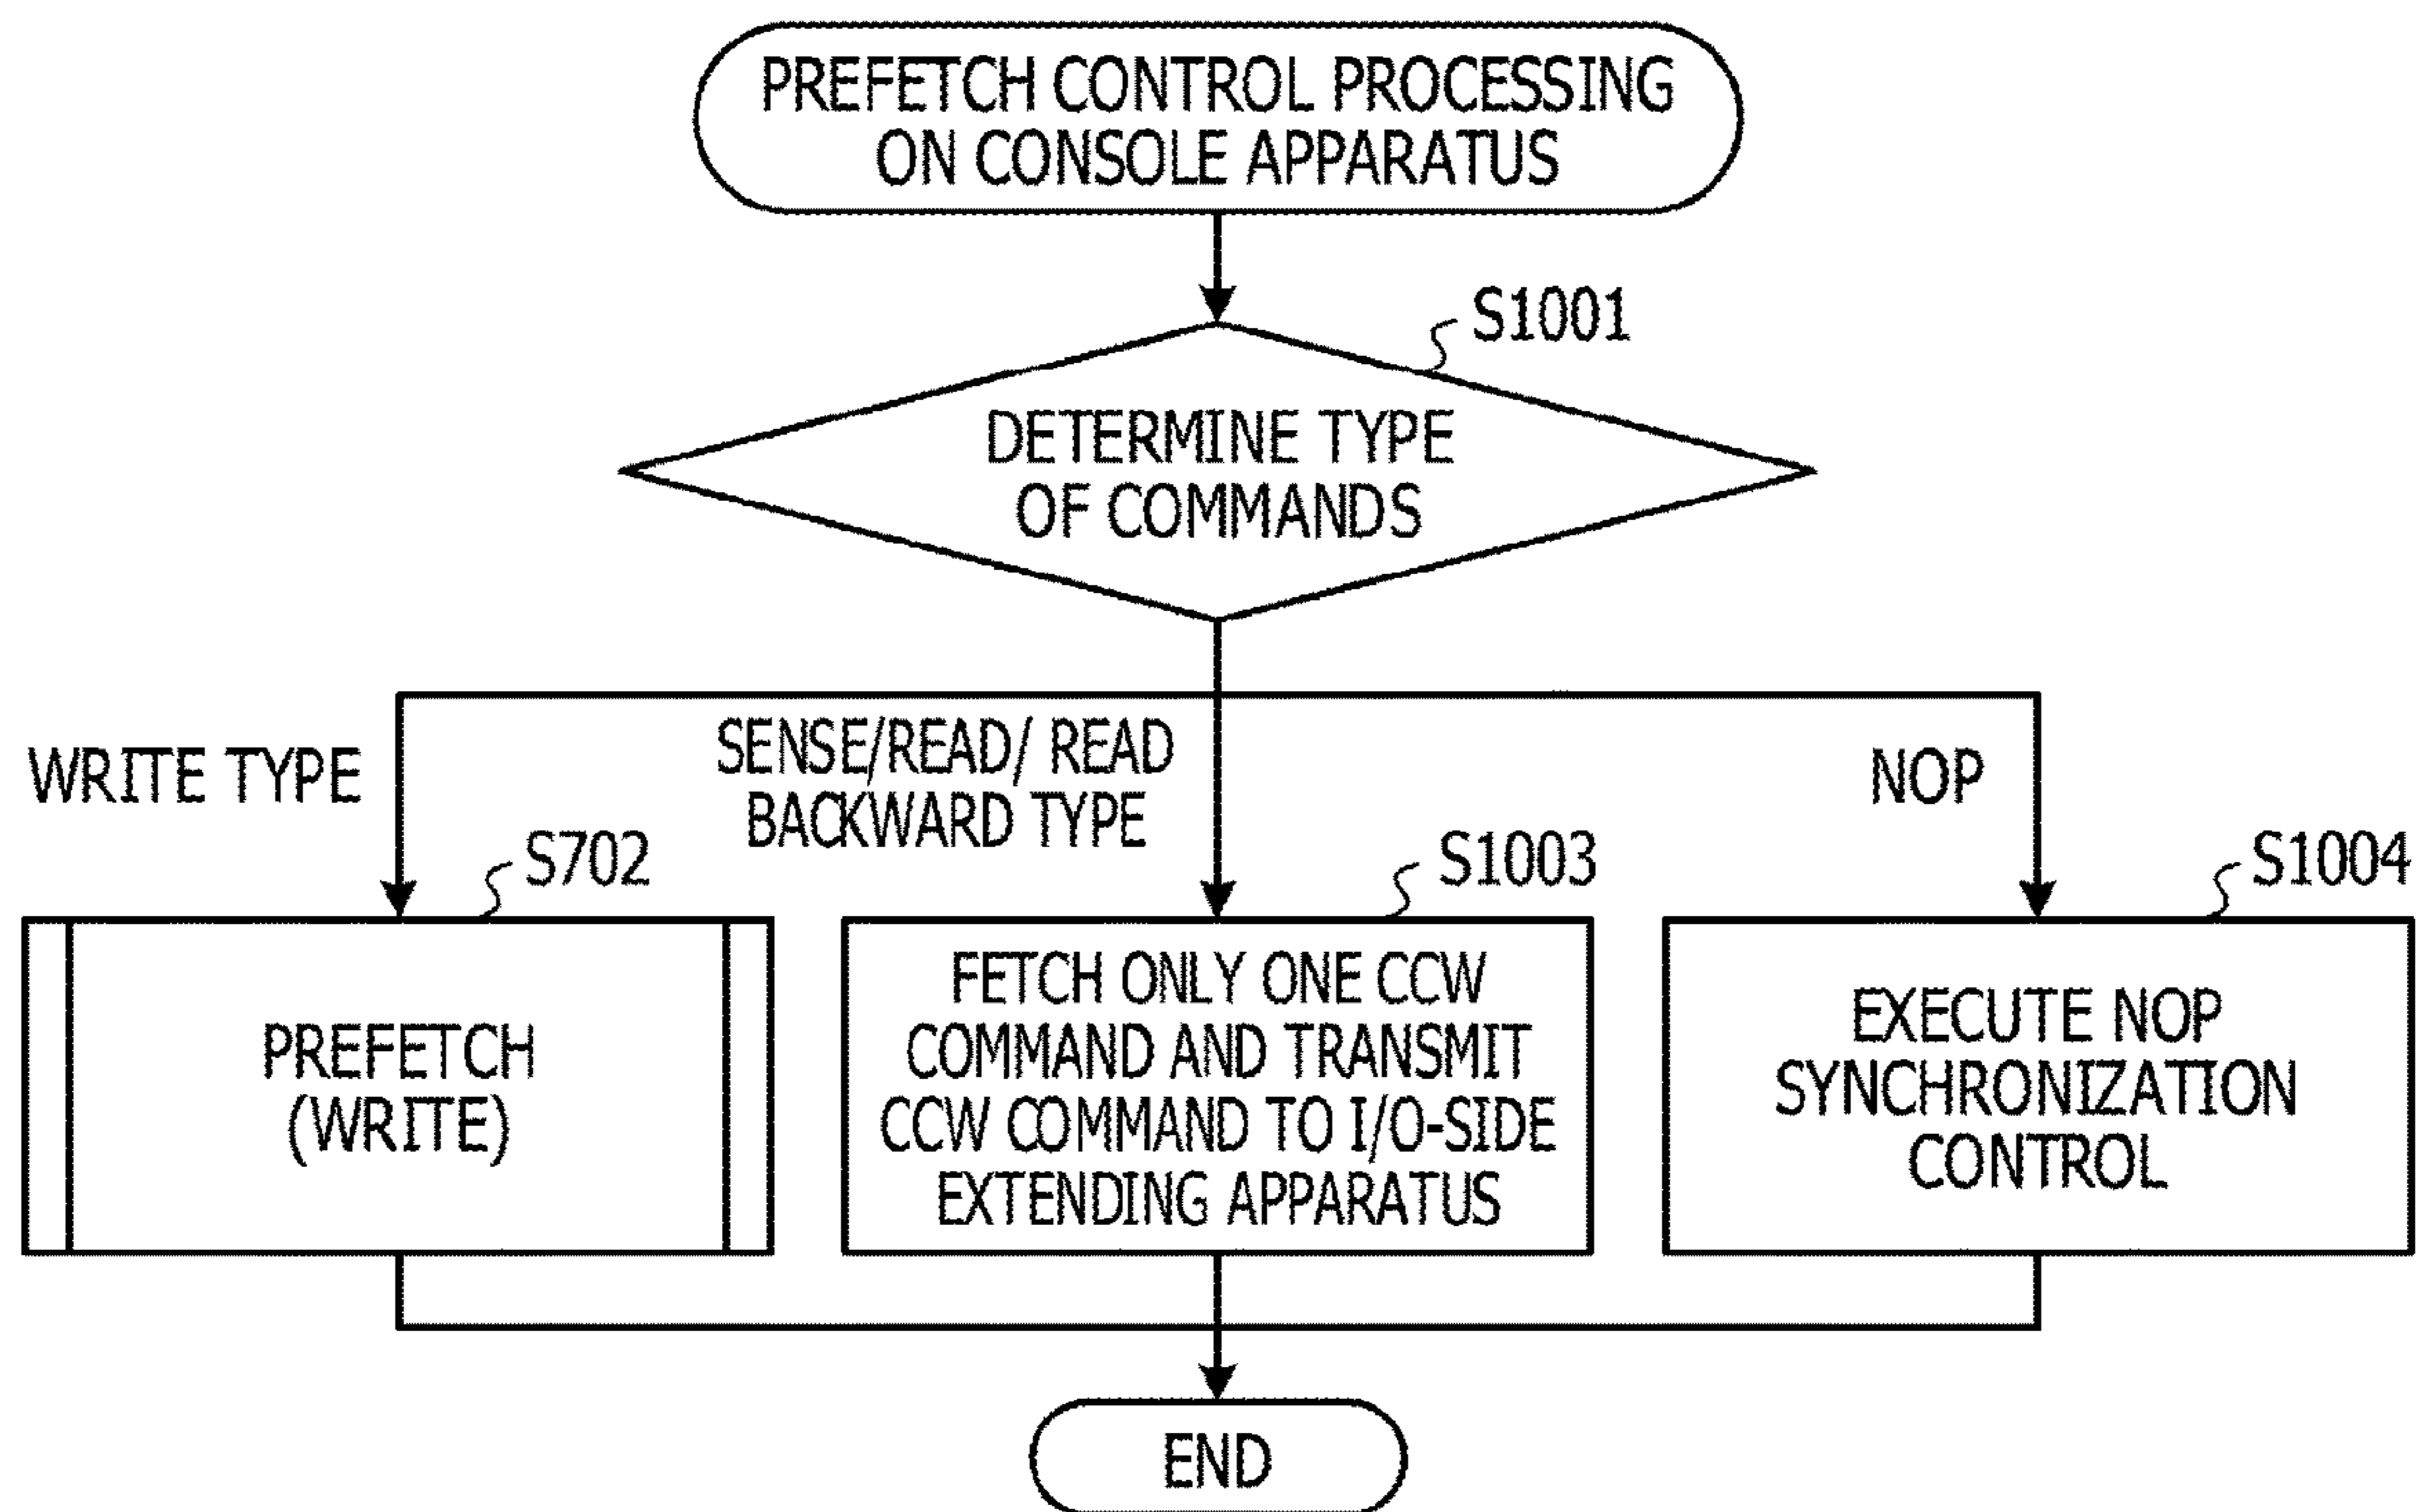 PREFETCH CONTROL PROCESSING
ON CONSOLE APPARATUS
S1001
DETERMINE TYPE
OF COMMANDS
WRITE TYPE
SENSE/READ/ READ
BACKWARD TYPE
NOP
S702
S1003
S1004
PREFETCH
(WRITE)
FETCH ONLY ONE CCW
COMMAND AND TRANSMIT
CCW COMMAND TO I/O-SIDE
EXTENDING APPARATUS
EXECUTE NOP
SYNCHRONIZATION
CONTROL
END